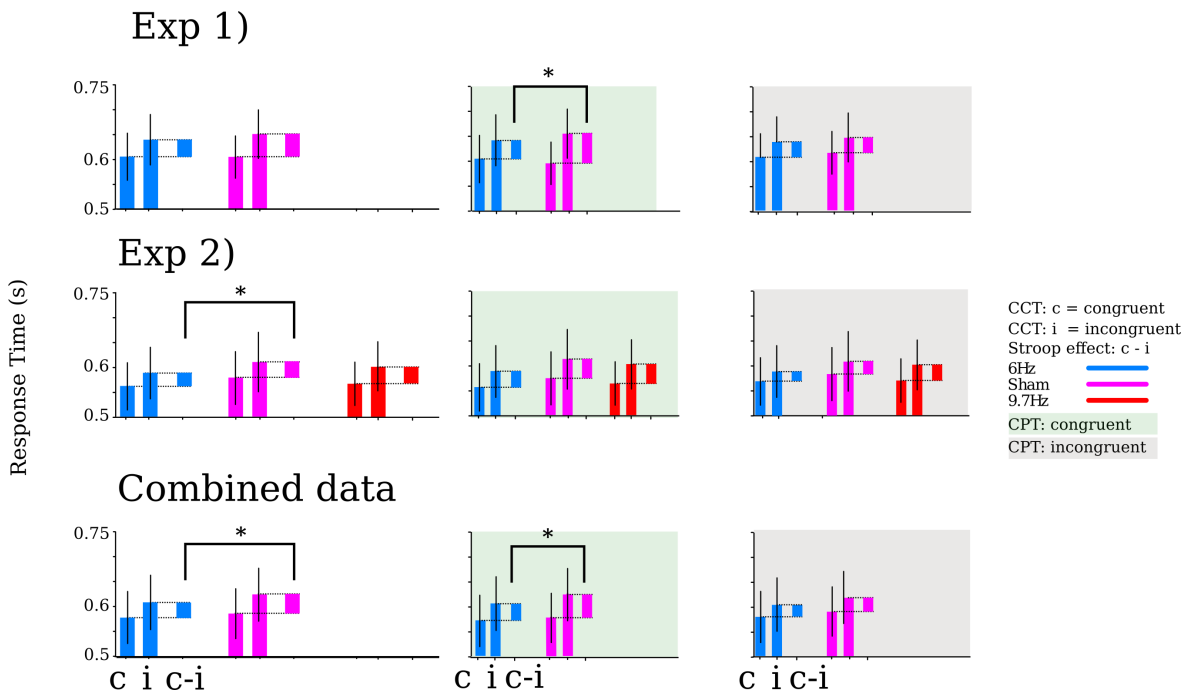 Exp 1)
*
0.75
0.6
0.5
Exp 2)
*
0.75
0.6
0.5
Response Time (s)
CCT: c = congruent
CCT: i = incongruent
Stroop effect: c - i
6Hz
Sham
9.7Hz
CPT: congruent
CPT: incongruent
Combined data
* *
0.75
0.6
0.5
c i c-i c i c-i c i c-i